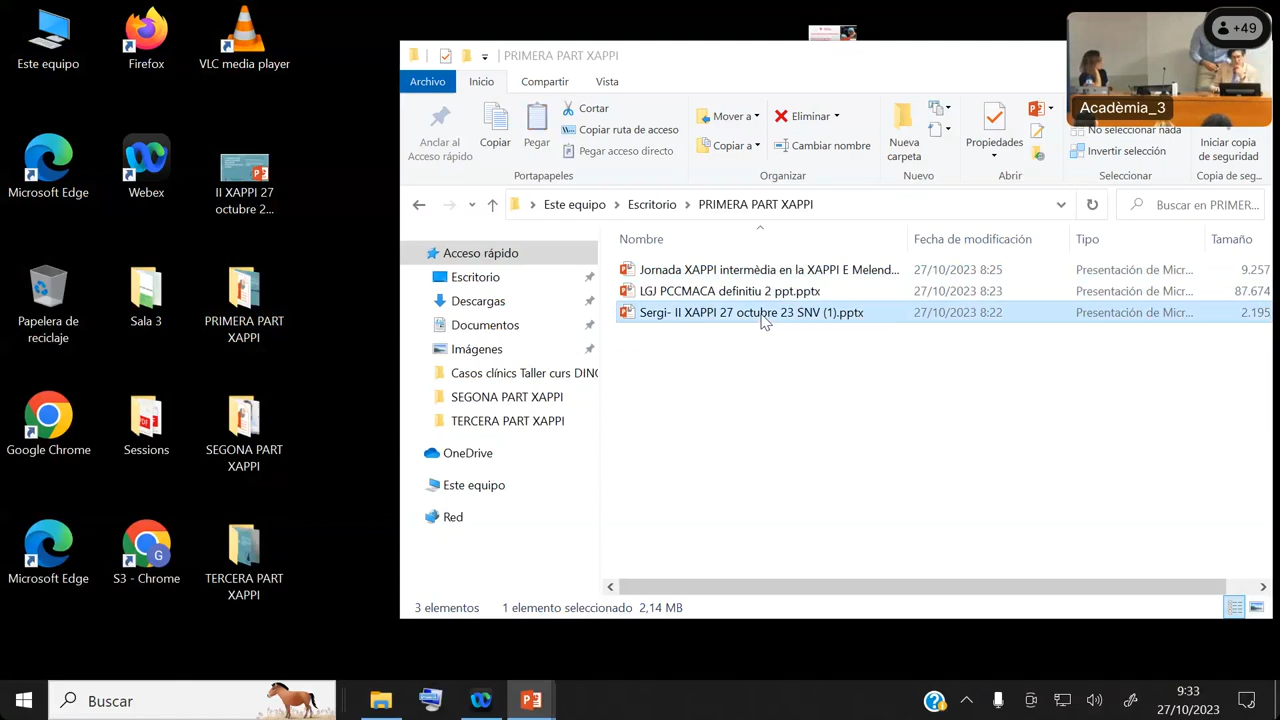 Este equipo
Firefox
VLC media player
Microsoft Edge
Webex
II XAPPI 27
octubre 2...
Papelera de
reciclaje
Sala 3
PRIMERA PART
XAPPI
Google Chrome
Sessions
SEGONA PART
XAPPI
Microsoft Edge
S3 - Chrome
G
TERCERA PART
XAPPI
PRIMERA PART XAPPI
Archivo
Inicio
Compartir
Vista
Anclar al
Acceso rápido
Copiar
Pegar
Cortar
Copiar ruta de acceso
Pegar acceso directo
Portapapeles
Mover a
Copiar a
Eliminar
Cambiar nombre
Organizar
Nueva
carpeta
Nuevo
Propiedades
Abrir
No seleccionar nada
Invertir selección
Seleccionar
Iniciar copia
de seguridad
Copia de seg...
+49
Acadèmia_3
Este equipo
Escritorio
PRIMERA PART XAPPI
Buscar en PRIMER...
Nombre
Fecha de modificación
Tipo
Tamaño
Jornada XAPPI intermèdia en la XAPPI E Melend... 27/10/2023 8:25 Presentación de Micr... 9.257
LGJ PCCMACA definitiu 2 ppt.pptx 27/10/2023 8:23 Presentación de Micr... 87.674
Sergi- II XAPPI 27 octubre 23 SNV (1).pptx 27/10/2023 8:22 Presentación de Micr... 2.195
Acceso rápido
Escritorio
Descargas
Documentos
Imágenes
Casos clínics Taller curs DINC
SEGONA PART XAPPI
TERCERA PART XAPPI
OneDrive
Este equipo
Red
3 elementos
1 elemento seleccionado 2,14 MB
Buscar
9:33
27/10/2023